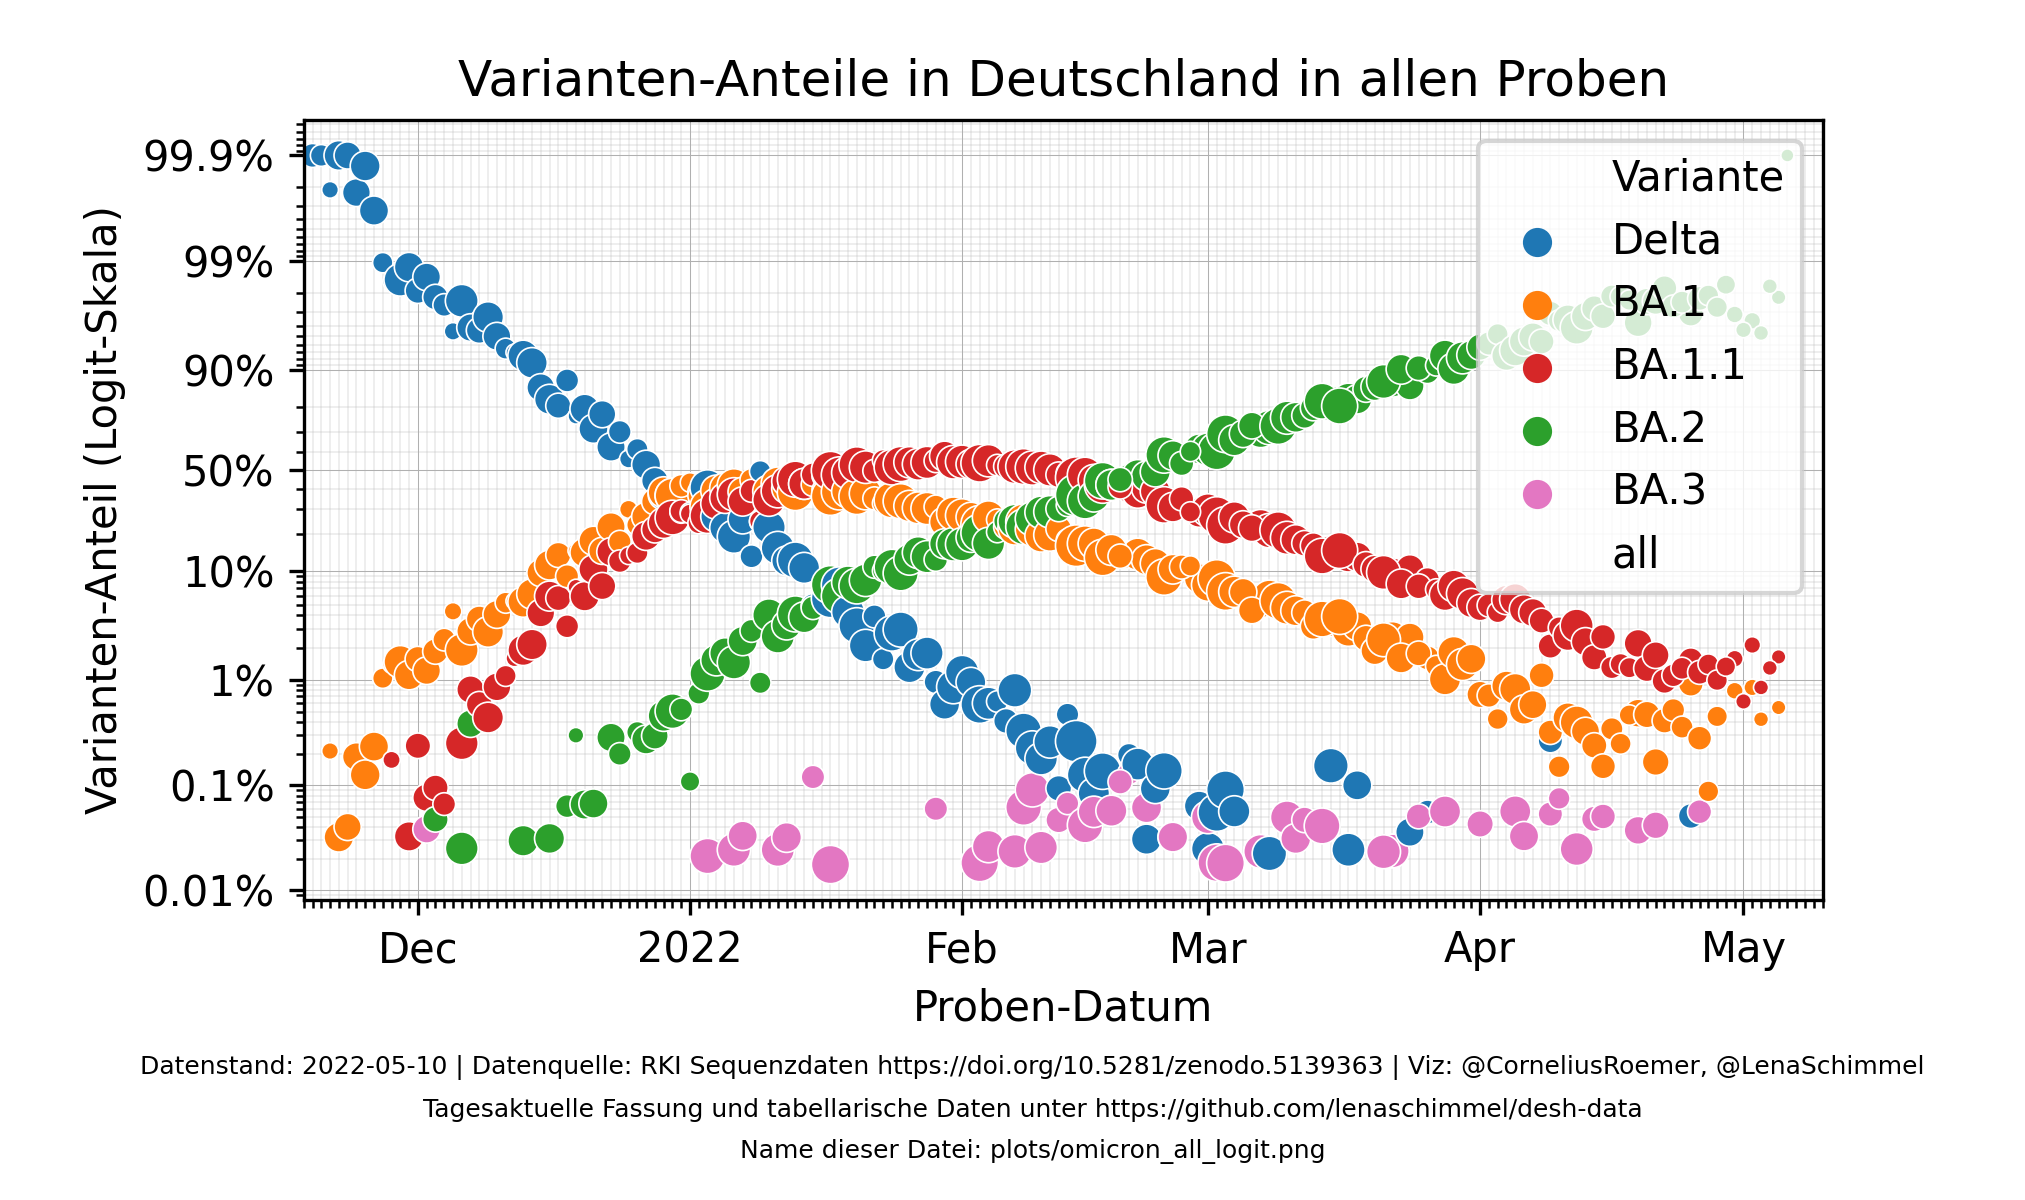 Varianten-Anteile in Deutschland in allen Proben
Varianten-Anteil (Logit-Skala)
99.9%
99%
90%
50%
10%
1%
0.1%
0.01%
Variante
Delta
BA.1
BA.1.1
BA.2
BA.3
all
Dec
2022
Feb
Mar
Apr
May
Proben-Datum
Datenstand: 2022-05-10 | Datenquelle: RKI Sequenzdaten https://doi.org/10.5281/zenodo.5139363 | Viz: @CorneliusRoemer, @LenaSchimmel
Tagesaktuelle Fassung und tabellarische Daten unter https://github.com/lenaschimmel/desh-data
Name dieser Datei: plots/omicron_all_logit.png